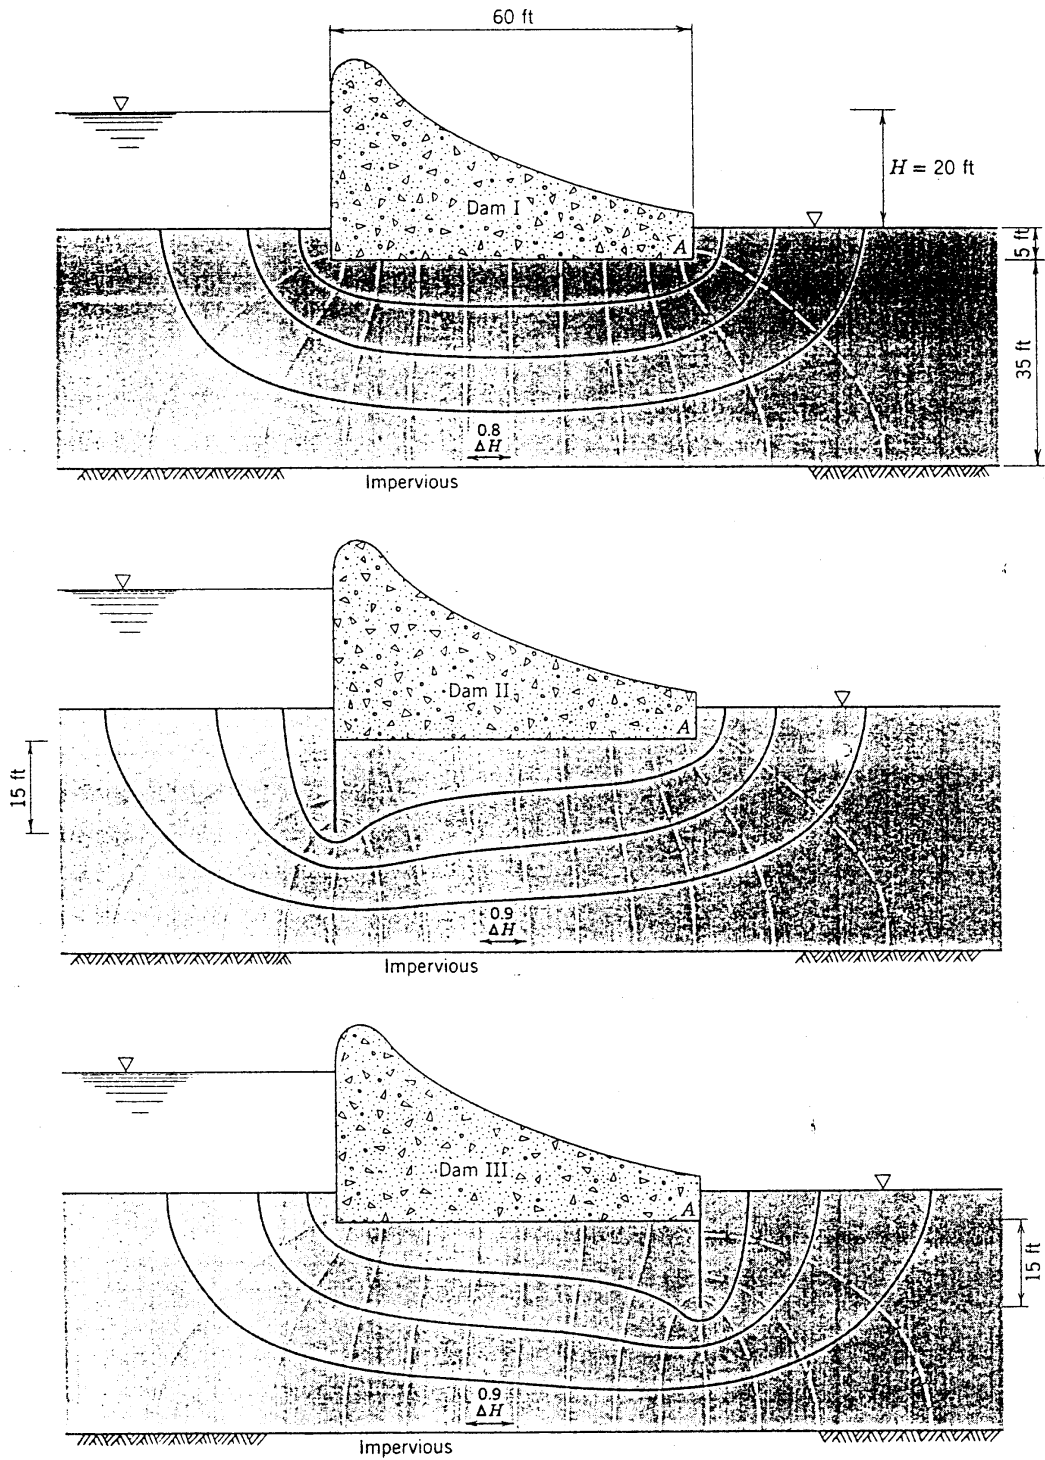 60 ft
H = 20 ft
Dam I
A
5 ft
35 ft
0.8
ΔH
Impervious
Dam II
A
15 ft
0.9
ΔH
Impervious
Dam III
A
15 ft
0.9
ΔH
Impervious